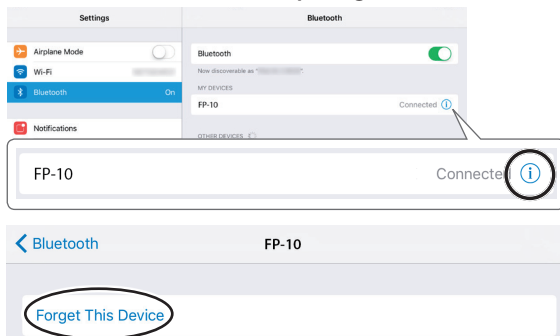 Settings
Bluetooth
Airplane Mode
Bluetooth
Wi-Fi
Now discoverable as "
".
Bluetooth
On
MY DEVICES
FP-10
Connected
Notifications
OTHER DEVICES
FP-10
Connected
Bluetooth
FP-10
Forget This Device